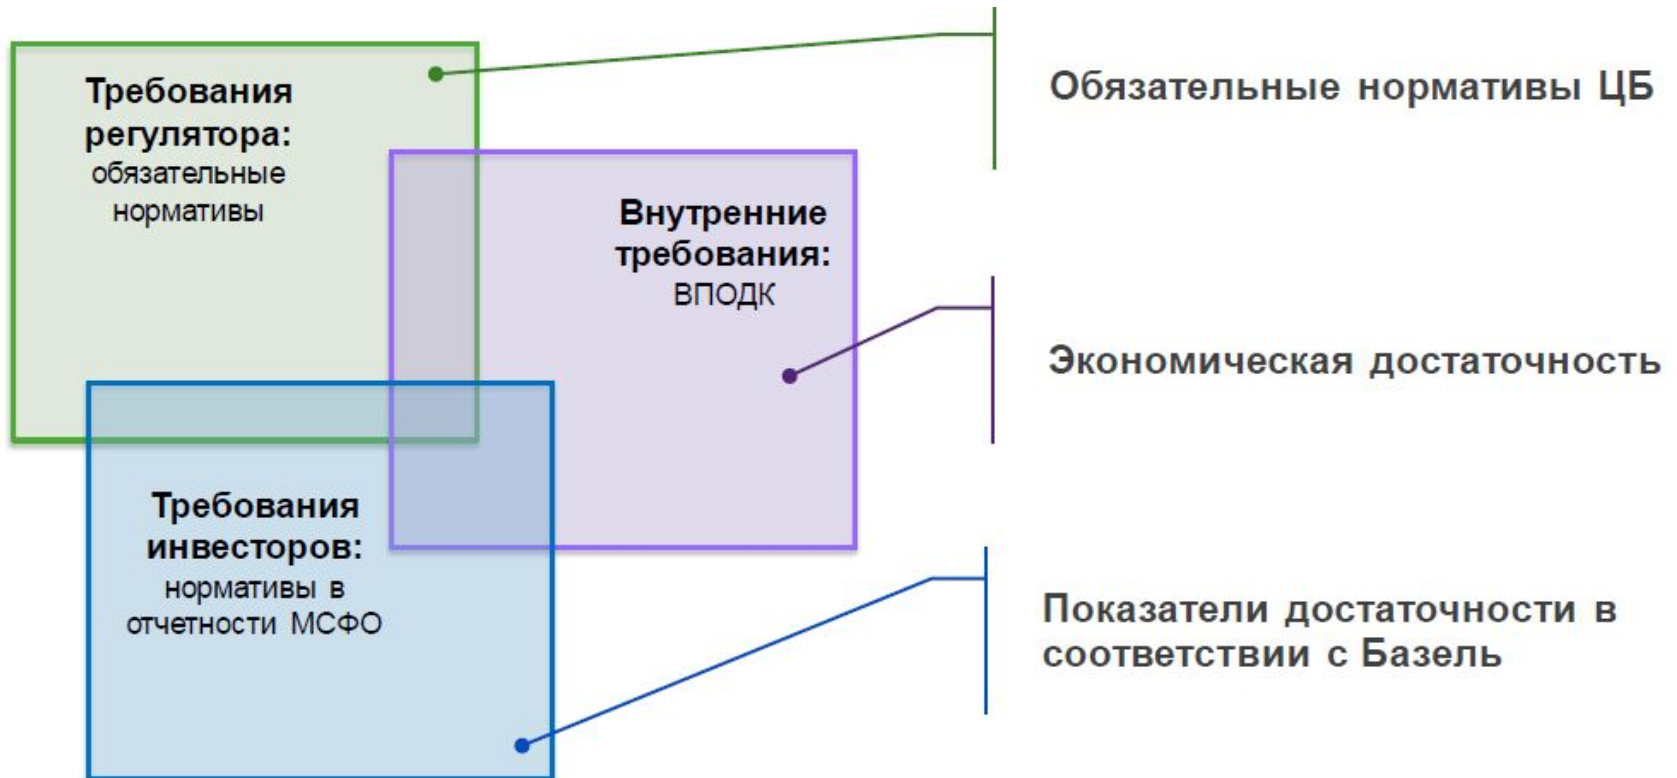 Требования
регулятора:
обязательные
нормативы
Обязательные нормативы ЦБ
Внутренние
требования:
ВПОДК
Экономическая достаточность
Требования
инвесторов:
нормативы в
отчетности МСФО
Показатели достаточности в
соответствии с Базель